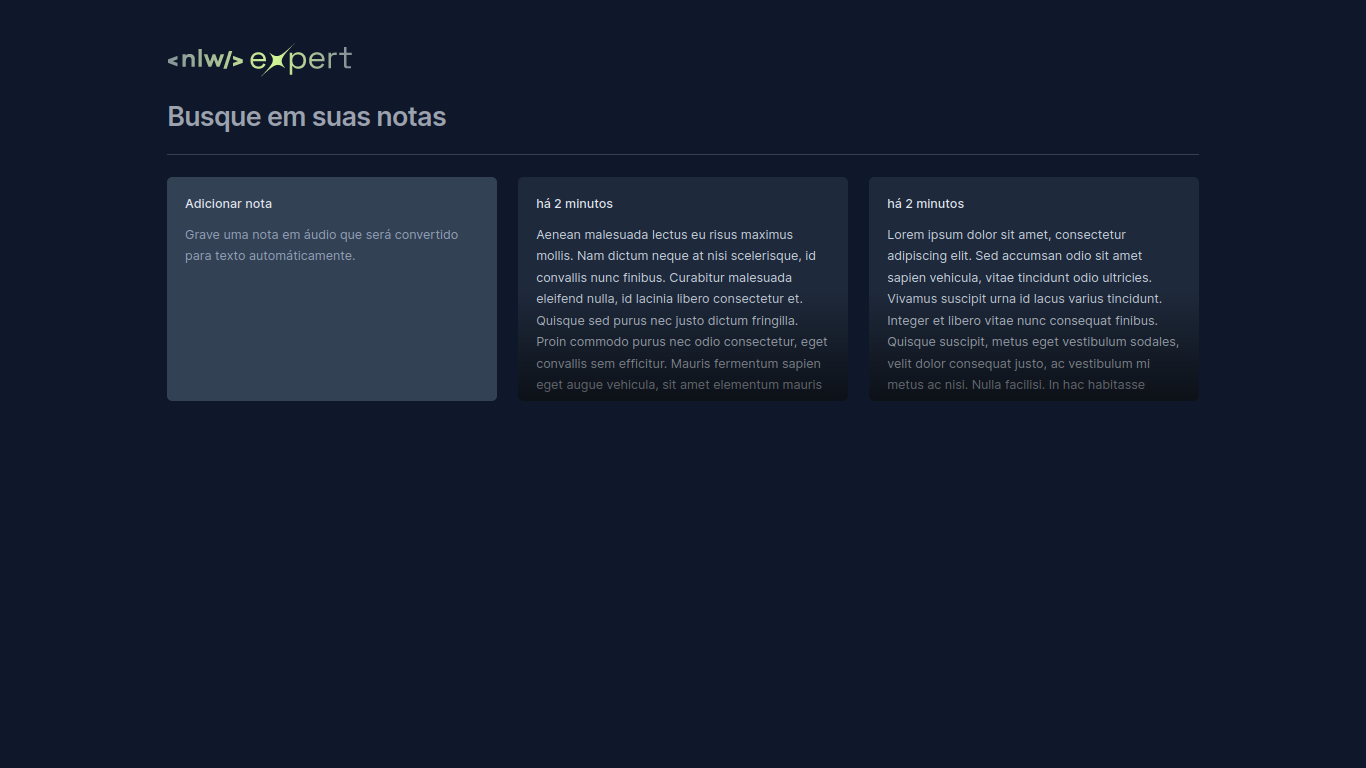 <nlw/> expert
Busque em suas notas
Adicionar nota
Grave uma nota em áudio que será convertido
para texto automáticamente.
há 2 minutos
Aenean malesuada lectus eu risus maximus
mollis. Nam dictum neque at nisi scelerisque, id
convallis nunc finibus. Curabitur malesuada
eleifend nulla, id lacinia libero consectetur et.
Quisque sed purus nec justo dictum fringilla.
Proin commodo purus nec odio consectetur, eget
convallis sem efficitur. Mauris fermentum sapien
eget augue vehicula, sit amet elementum mauris
há 2 minutos
Lorem ipsum dolor sit amet, consectetur
adipiscing elit. Sed accumsan odio sit amet
sapien vehicula, vitae tincidunt odio ultricies.
Vivamus suscipit urna id lacus varius tincidunt.
Integer et libero vitae nunc consequat finibus.
Quisque suscipit, metus eget vestibulum sodales,
velit dolor consequat justo, ac vestibulum mi
metus ac nisi. Nulla facilisi. In hac habitasse